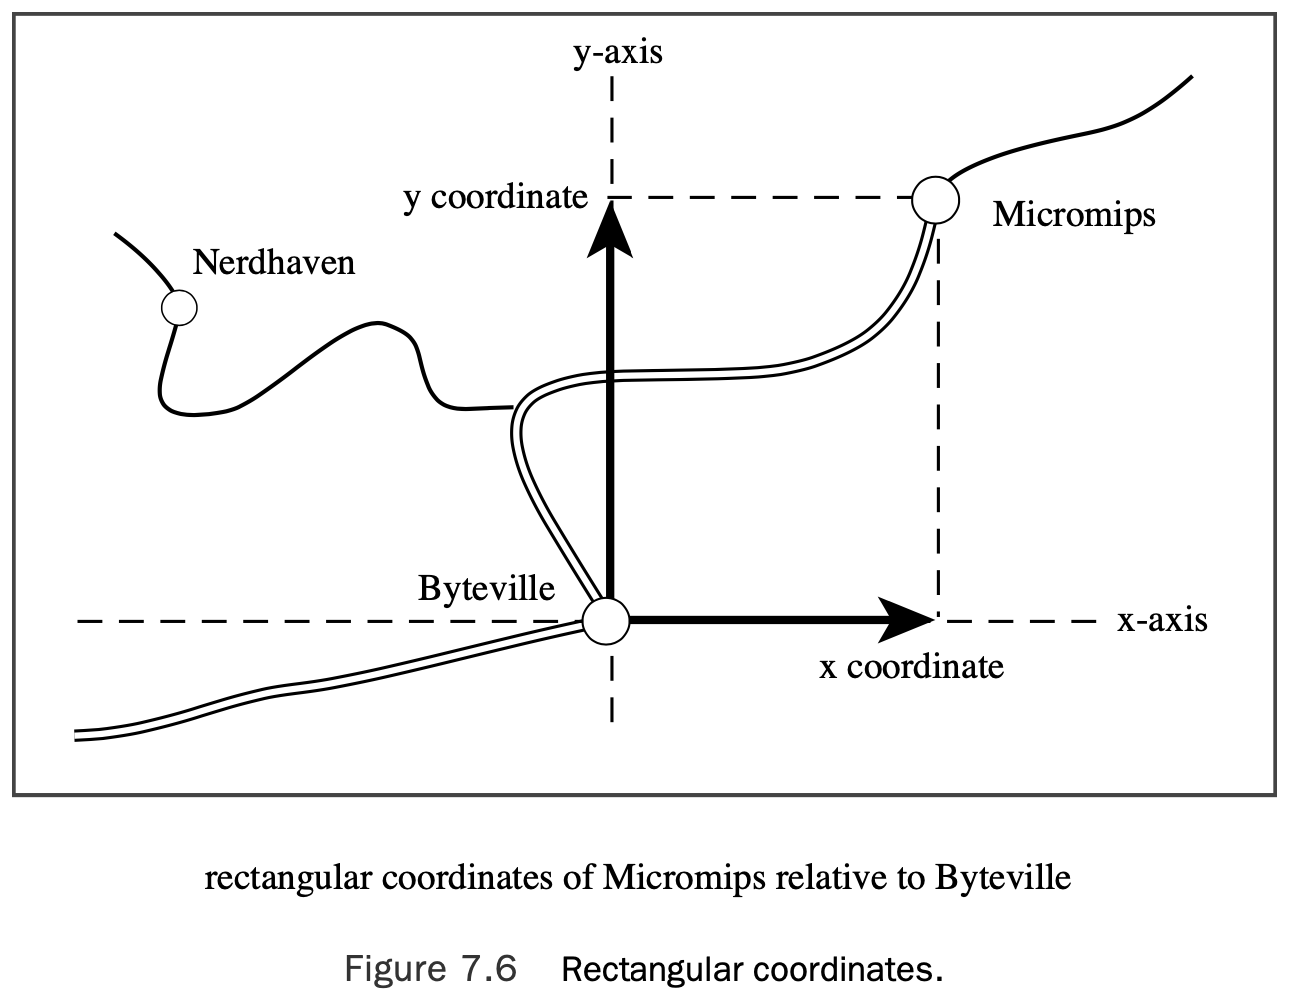 y-axis
y coordinate
Micromips
Nerdhaven
Byteville
x-axis
x coordinate
rectangular coordinates of Micromips relative to Byteville
Figure 7.6 Rectangular coordinates.